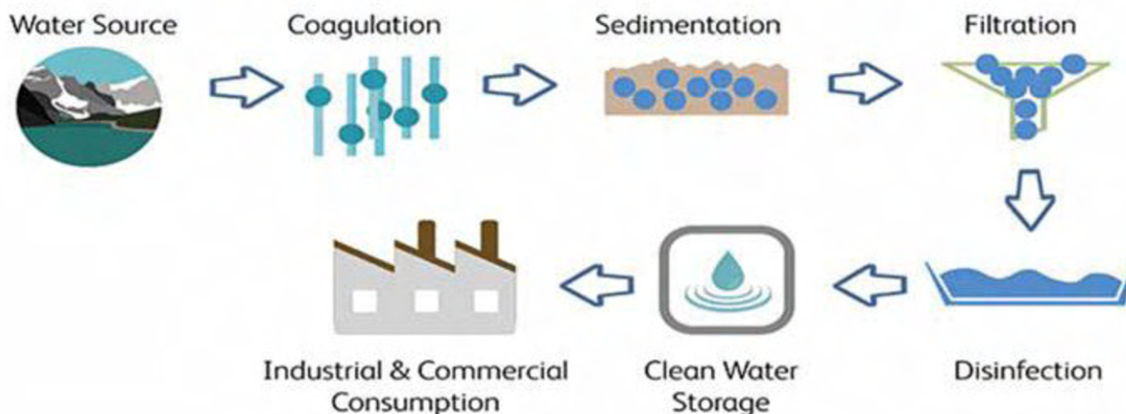 Water Source
Coagulation
Sedimentation
Filtration
Disinfection
Clean Water
Storage
Industrial & Commercial
Consumption